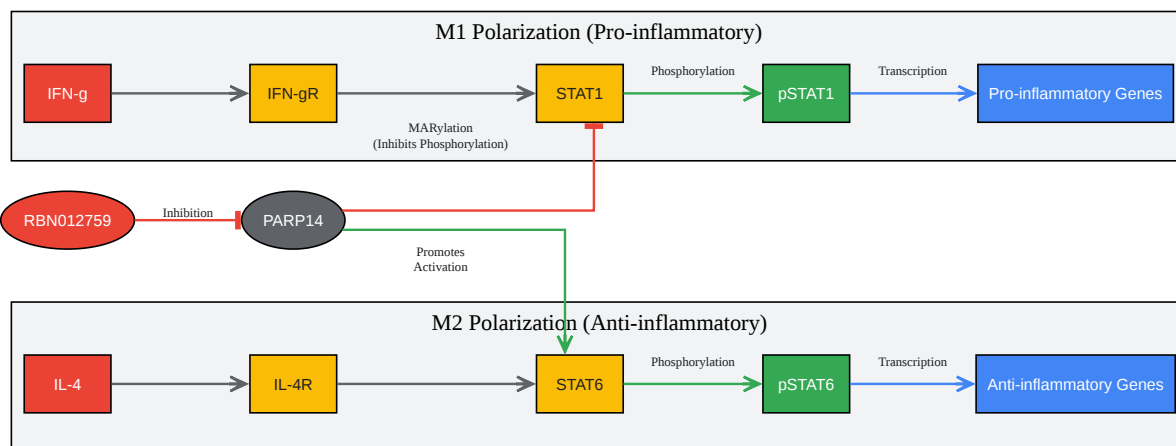 M1 Polarization (Pro-inflammatory)
IFN-g
IFN-gR
STAT1
Phosphorylation
pSTAT1
Transcription
Pro-inflammatory Genes
MARylation
(Inhibits Phosphorylation)
RBN012759
Inhibition
PARP14
Promotes
Activation
M2 Polarization (Anti-inflammatory)
IL-4
IL-4R
STAT6
Phosphorylation
pSTAT6
Transcription
Anti-inflammatory Genes